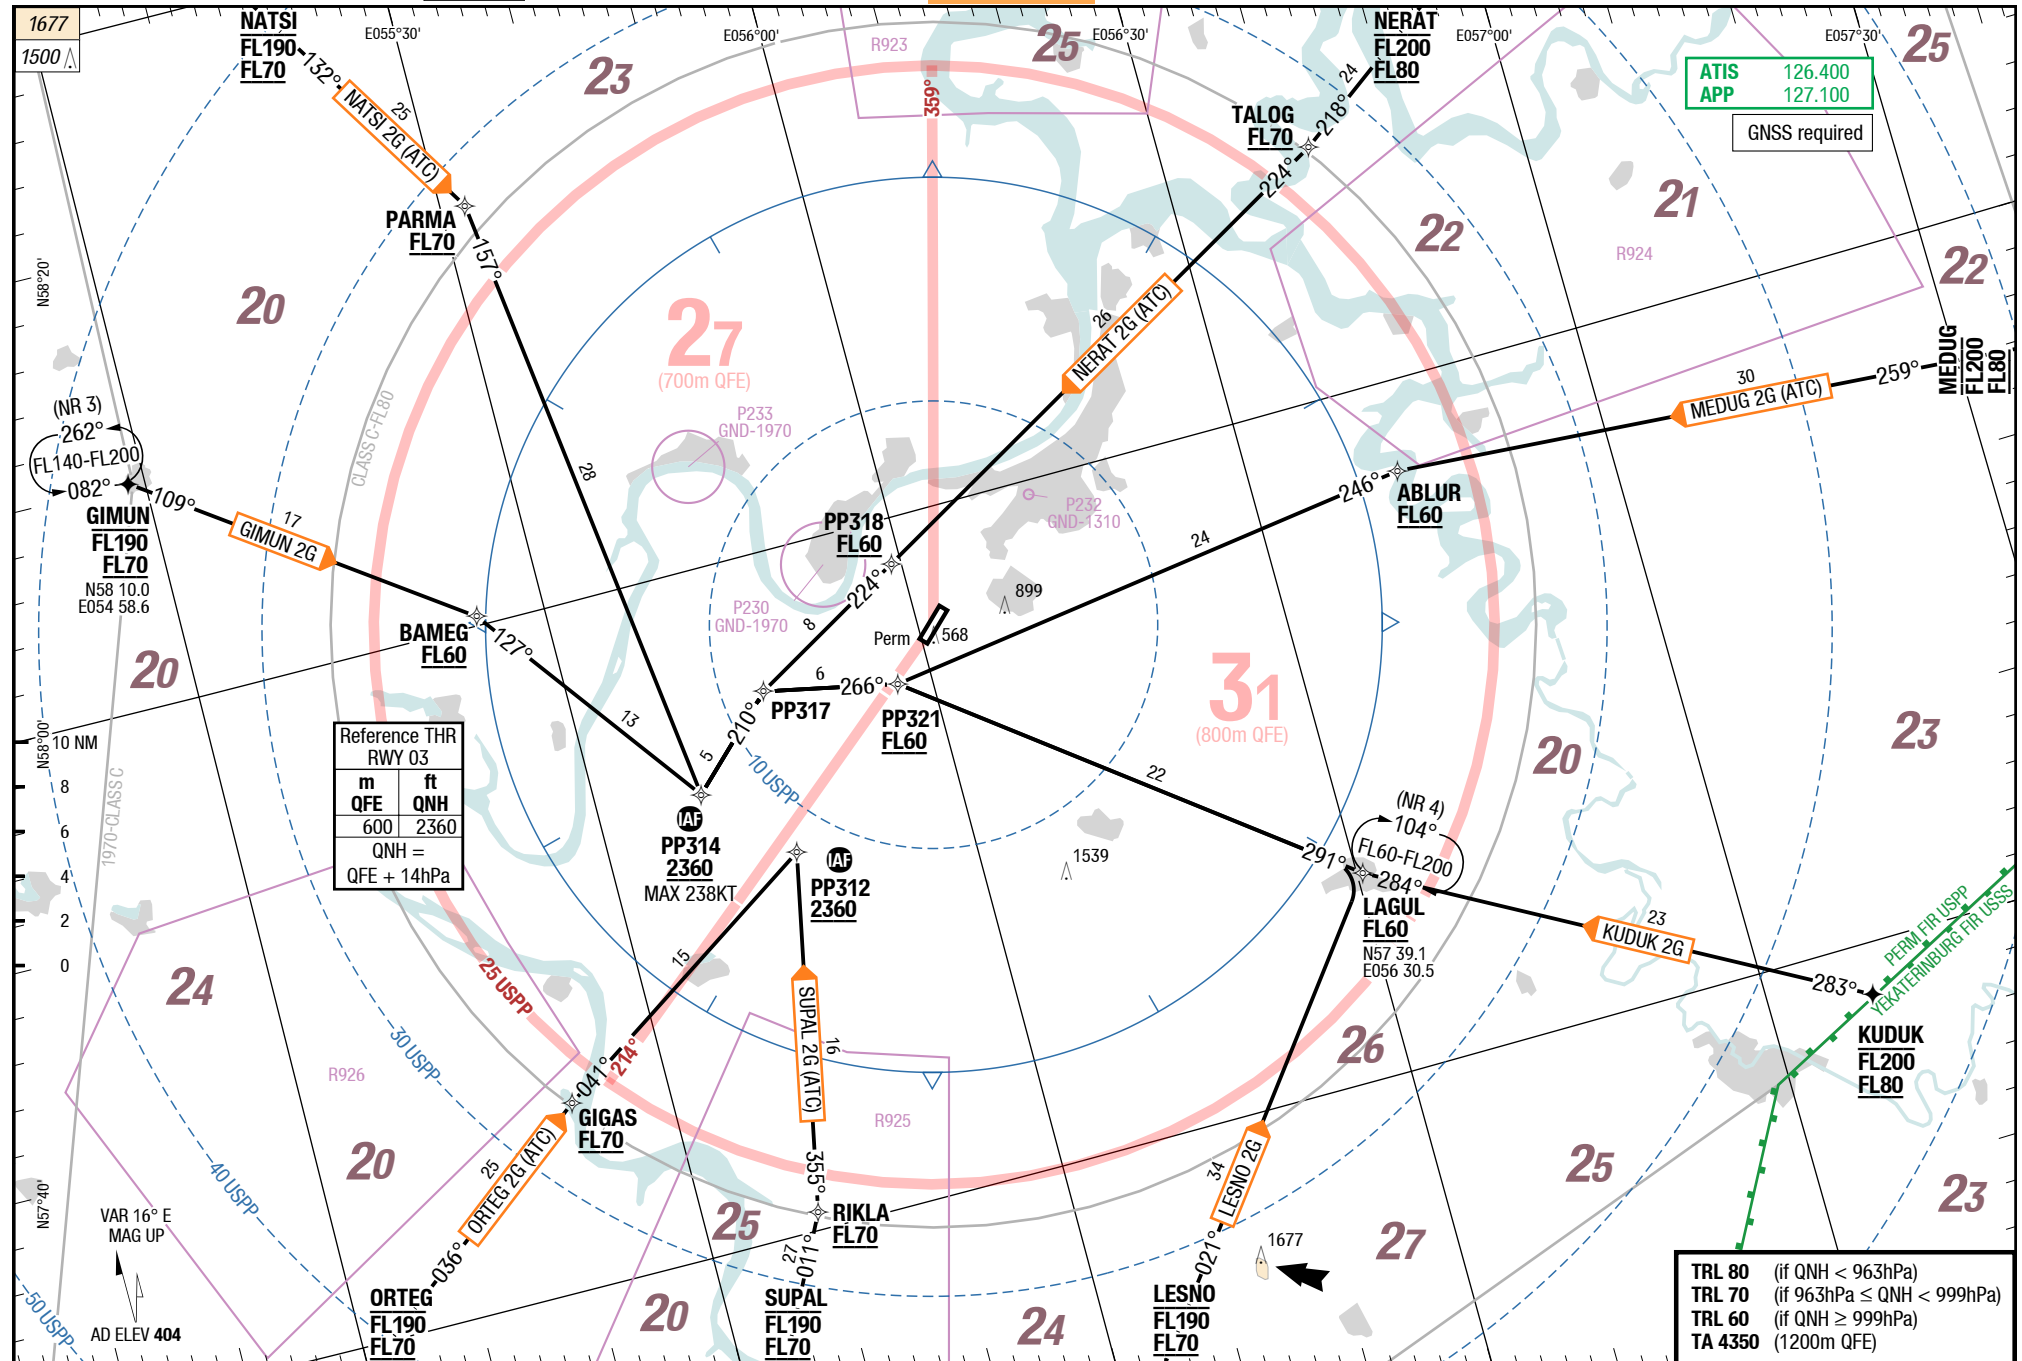 1677
1500
NATSI
FL190
FL70
132°
25
NATSI 2G (ATC)
E055°30'
23
E056°00'
R923
25
359°
E056°30'
NERAT
FL200
FL80
24
218°
E057°00'
E057°30'
25
ATIS 126.400
APP 127.100
GNSS required
TALOG
FL70
224°
22
21
R924
22
PARMA
FL70
157°
N58°20'
20
27
(700m QFE)
26
NERAT 2G (ATC)
MEDUG
FL200
FL80
259°
30
MEDUG 2G (ATC)
CLASS C-FL80
(NR 3)
262°
FL140-FL200
082°
109°
GIMUN
FL190
FL70
N58 10.0
E054 58.6
17
GIMUN 2G
28
P233
GND-1970
P232
GND-1310
246°
ABLUR
FL60
PP318
FL60
224°
24
8
P230
GND-1970
899
Perm
568
BAMEG
FL60
127°
20
13
6
266°
PP317
210°
5
PP321
FL60
31
(800m QFE)
23
20
N58°00'
10 NM
8
6
4
2
0
1970-CLASS C
Reference THR
RWY 03
m ft
QFE QNH
600 2360
QNH =
QFE + 14hPa
10 USPP
22
IAF
PP314
2360
MAX 238KT
IAF
PP312
2360
1539
(NR 4)
104°
FL60-FL200
291°
284°
LAGUL
FL60
N57 39.1
E056 30.5
23
KUDUK 2G
283°
PERM FIR USPP
YEKATERINBURG FIR USSS
KUDUK
FL200
FL80
24
25 USPP
15
SUPAL 2G (ATC)
16
30 USPP
R926
041°
214°
GIGAS
FL70
R925
26
25
23
20
40 USPP
25
ORTEG 2G (ATC)
036°
355°
RIKLA
FL70
25
27
011°
34
LESNO 2G
021°
1677
27
N57°40'
VAR 16° E
MAG UP
AD ELEV 404
50 USPP
ORTEG
FL190
FL70
20
SUPAL
FL190
FL70
24
LESNO
FL190
FL70
TRL 80 (if QNH < 963hPa)
TRL 70 (if 963hPa ≤ QNH < 999hPa)
TRL 60 (if QNH ≥ 999hPa)
TA 4350 (1200m QFE)